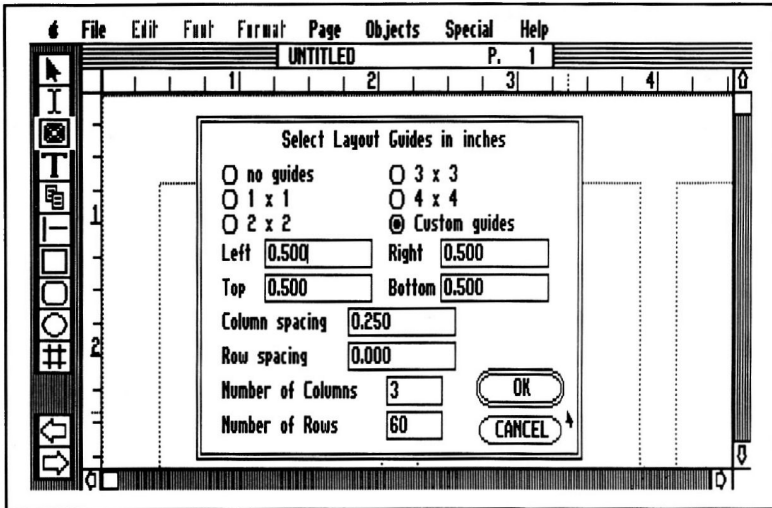 File Edit Font Format Page Objects Special Help
UNTITLED P. 1
1 2 3 4
Select Layout Guides in inches
no guides 3 x 3
1 x 1 4 x 4
2 x 2 Custom guides
Left 0.500 Right 0.500
Top 0.500 Bottom 0.500
Column spacing 0.250
Row spacing 0.000
Number of Columns 3 OK
Number of Rows 60 CANCEL
T
1
2